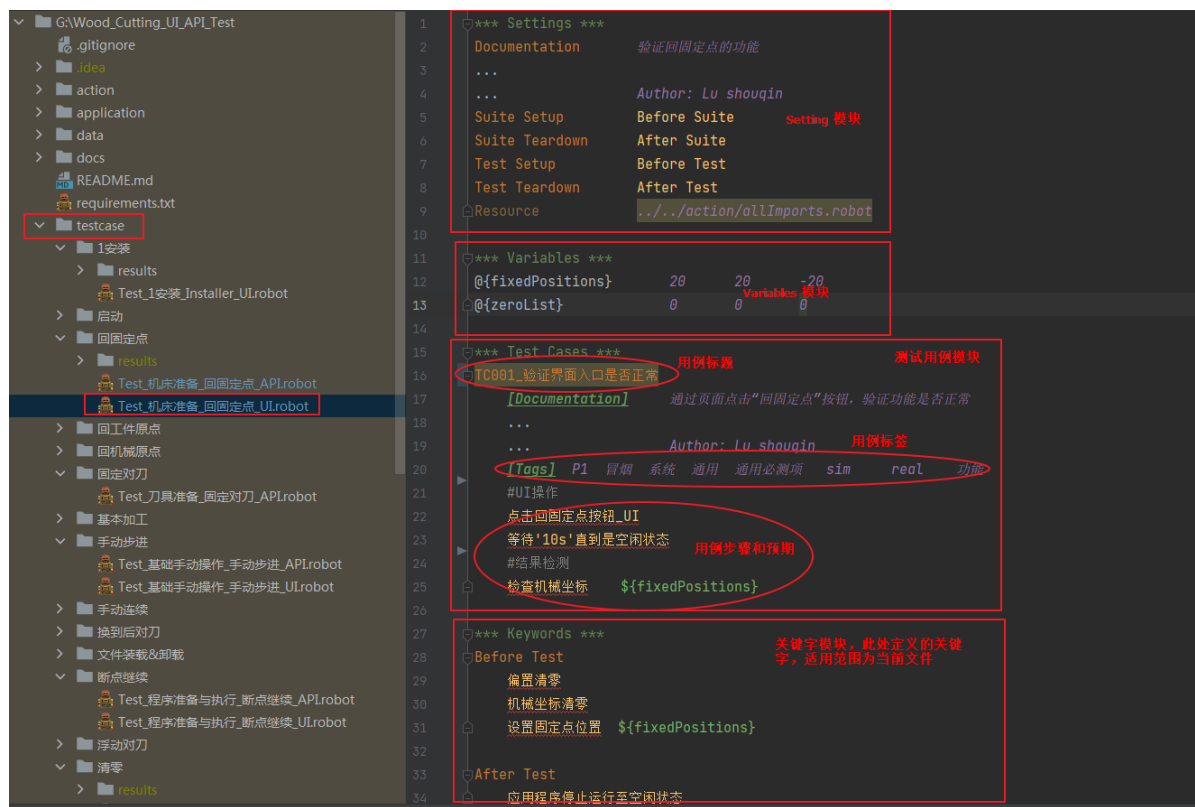 G:\Wood_Cutting_UI_API_Test
.gitignore
.idea
action
application
data
docs
README.md
requirements.txt
testcase
1安装
results
Test_1安装_Installer_UI.robot
启动
回固定点
results
Test_机床准备_回固定点_API.robot
Test_机床准备_回固定点_UI.robot
回工件原点
回机械原点
固定对刀
Test_刀具准备_固定对刀_API.robot
基本加工
手动步进
Test_基础手动操作_手动步进_API.robot
Test_基础手动操作_手动步进_UI.robot
手动连续
换到后对刀
文件装载&卸载
断点继续
Test_程序准备与执行_断点继续_API.robot
Test_程序准备与执行_断点继续_UI.robot
浮动对刀
清零
results
1 *** Settings ***
2 Documentation 验证回固定点的功能
3 ...
4 ... Author: Lu shouqin
5 Suite Setup Before Suite
Setting 模块
6 Suite Teardown After Suite
7 Test Setup Before Test
8 Test Teardown After Test
9 Resource ../../action/allImports.robot
10
11 *** Variables ***
12 @{fixedPositions} 20 20 -20
Variables 模块
13 @{zeroList} 0 0 0
14
15 *** Test Cases ***
用例标题
测试用例模块
16 TC001_验证界面入口是否正常
17 [Documentation] 通过页面点击“回固定点”按钮，验证功能是否正常
18 ...
19 ... Author: Lu shouqin
用例标签
20 [Tags] P1 冒烟 系统 通用 通用必测项 sim real 功能
21 #UI操作
22 点击回固定点按钮_UI
23 等待'10s'直到是空闲状态
用例步骤和预期
24 #结果检测
25 检查机械坐标 ${fixedPositions}
26
27 *** Keywords ***
关键字模块，此处定义的关键
字，适用范围为当前文件
28 Before Test
29 偏置清零
30 机械坐标清零
31 设置固定点位置 ${fixedPositions}
32
33 After Test
34 应用程序停止运行至空闲状态